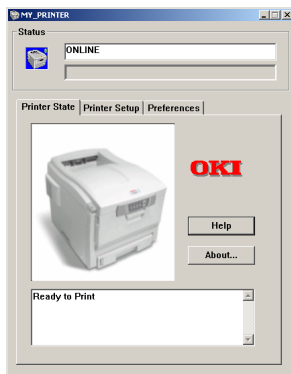 MY_PRINTER
Status
ONLINE
Printer State Printer Setup Preferences
OKI
Help
About...
Ready to Print